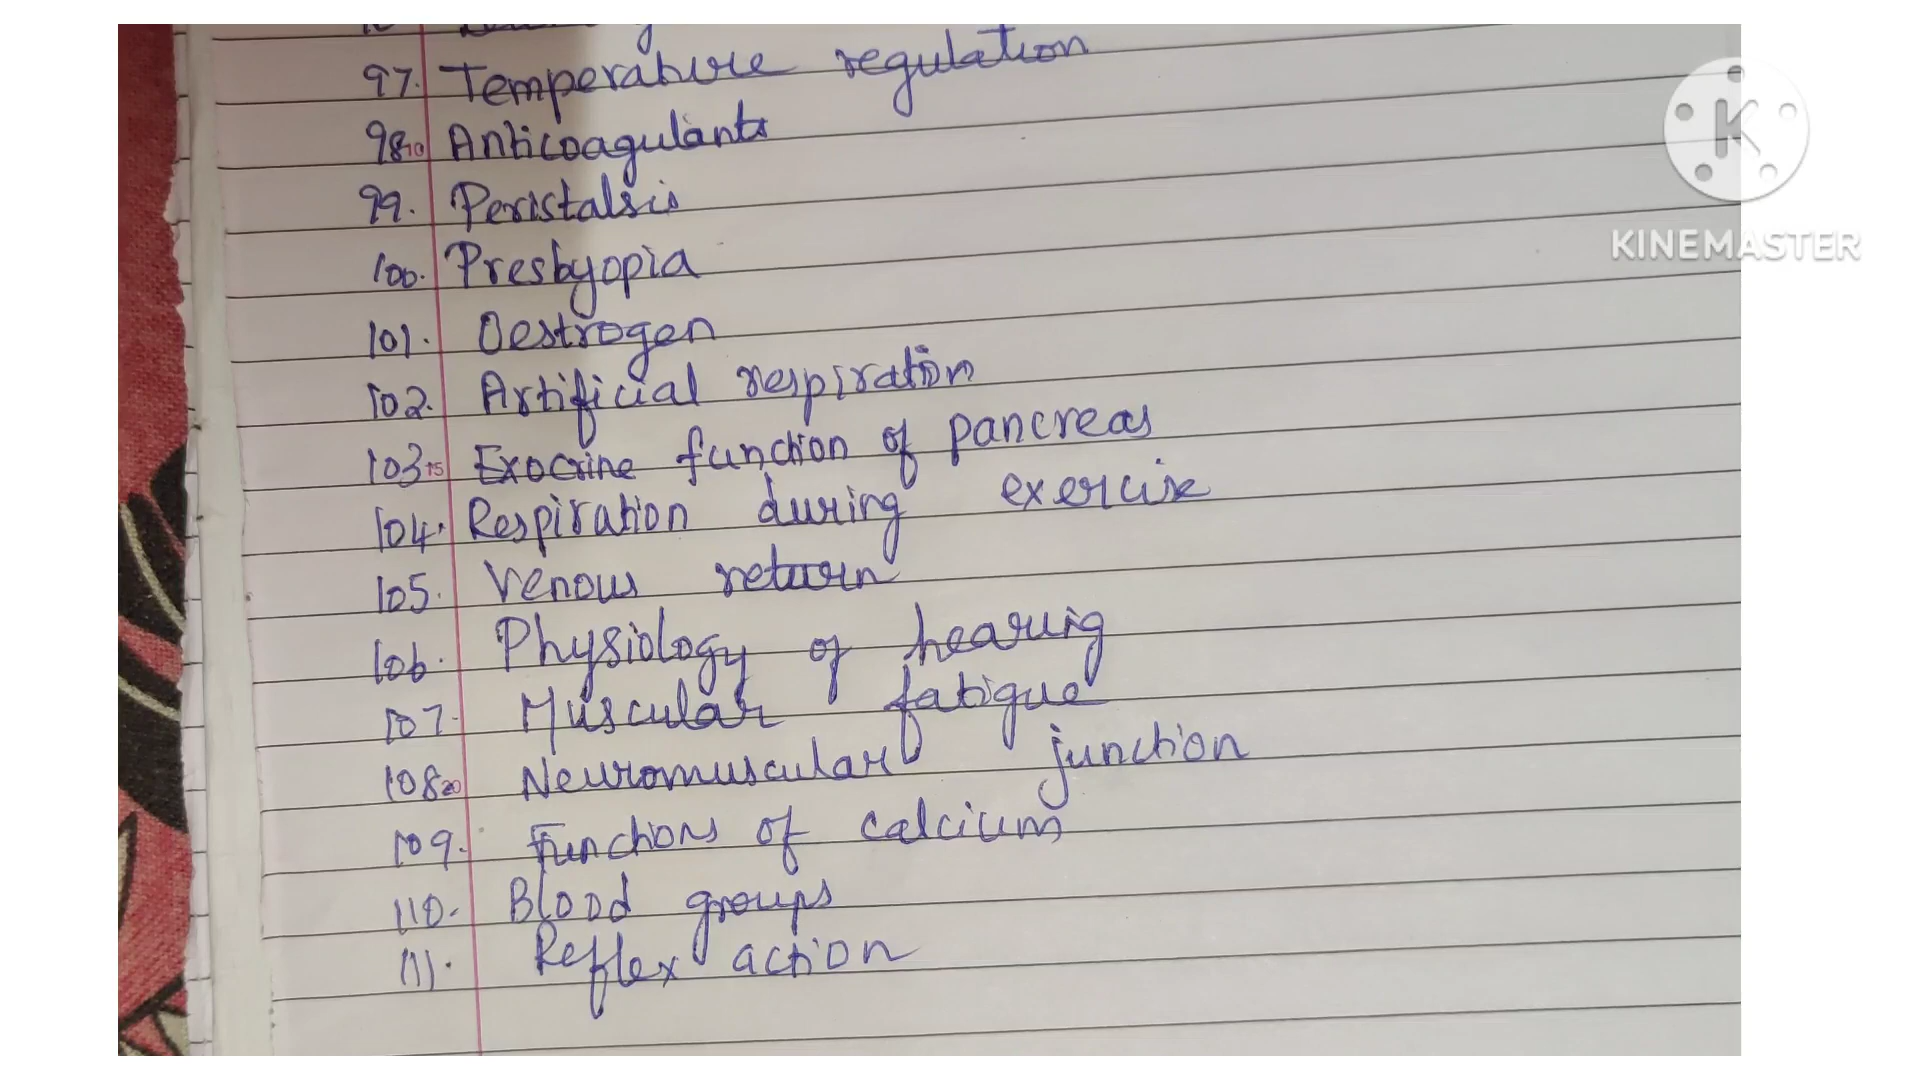 97. Temperature regulation
98. Anticoagulants
99. Peristalsis
100. Presbyopia
101. Oestrogen
102. Artificial respiration
103. Exocrine function of pancreas
104. Respiration during exercise
105. Venous return
106. Physiology of hearing
107. Muscular fatigue
108. Neuromuscular junction
109. Functions of calcium
110. Blood groups
111. Reflex action
K
KINEMASTER